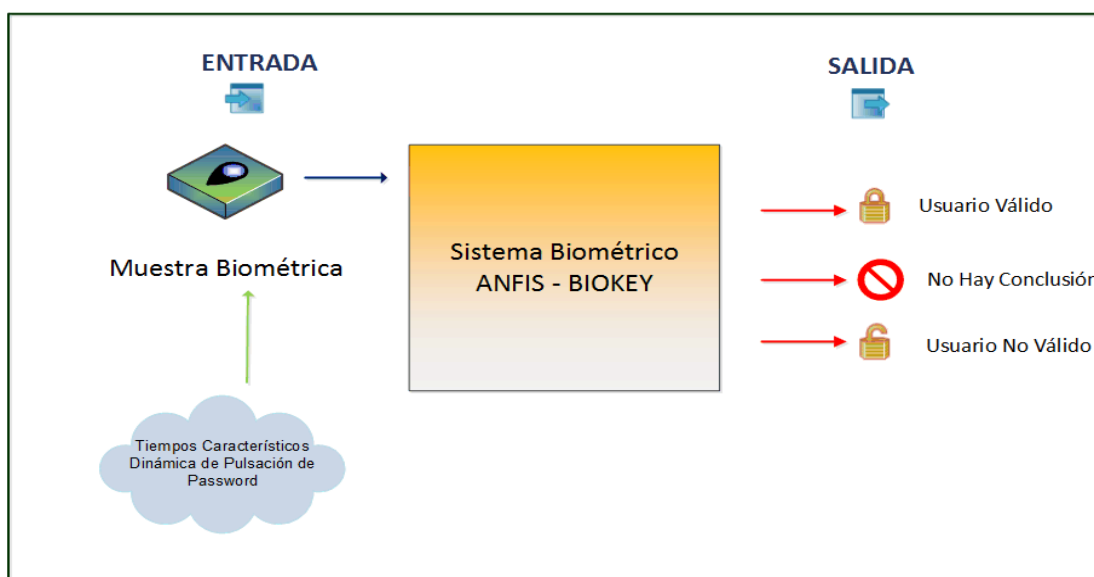 ENTRADA
SALIDA
Muestra Biométrica
Sistema Biométrico
ANFIS - BIOKEY
Usuario Válido
No Hay Conclusión
Usuario No Válido
Tiempos Característicos
Dinámica de Pulsación de
Password